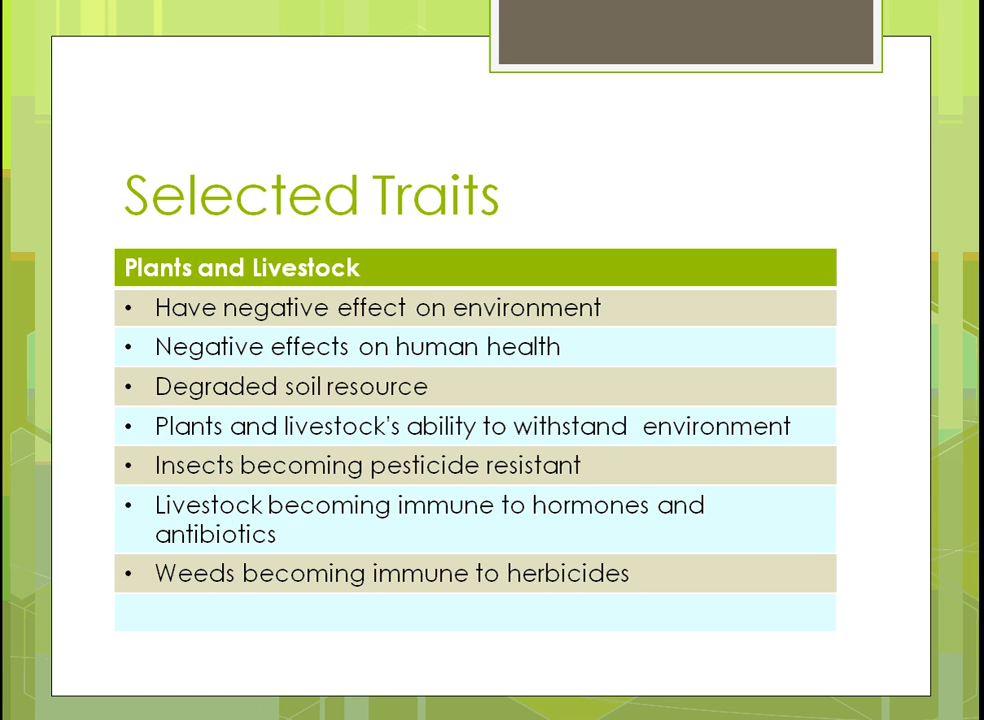 Selected Traits
Plants and Livestock
• Have negative effect on environment
• Negative effects on human health
• Degraded soil resource
• Plants and livestock's ability to withstand environment
• Insects becoming pesticide resistant
• Livestock becoming immune to hormones and
antibiotics
• Weeds becoming immune to herbicides